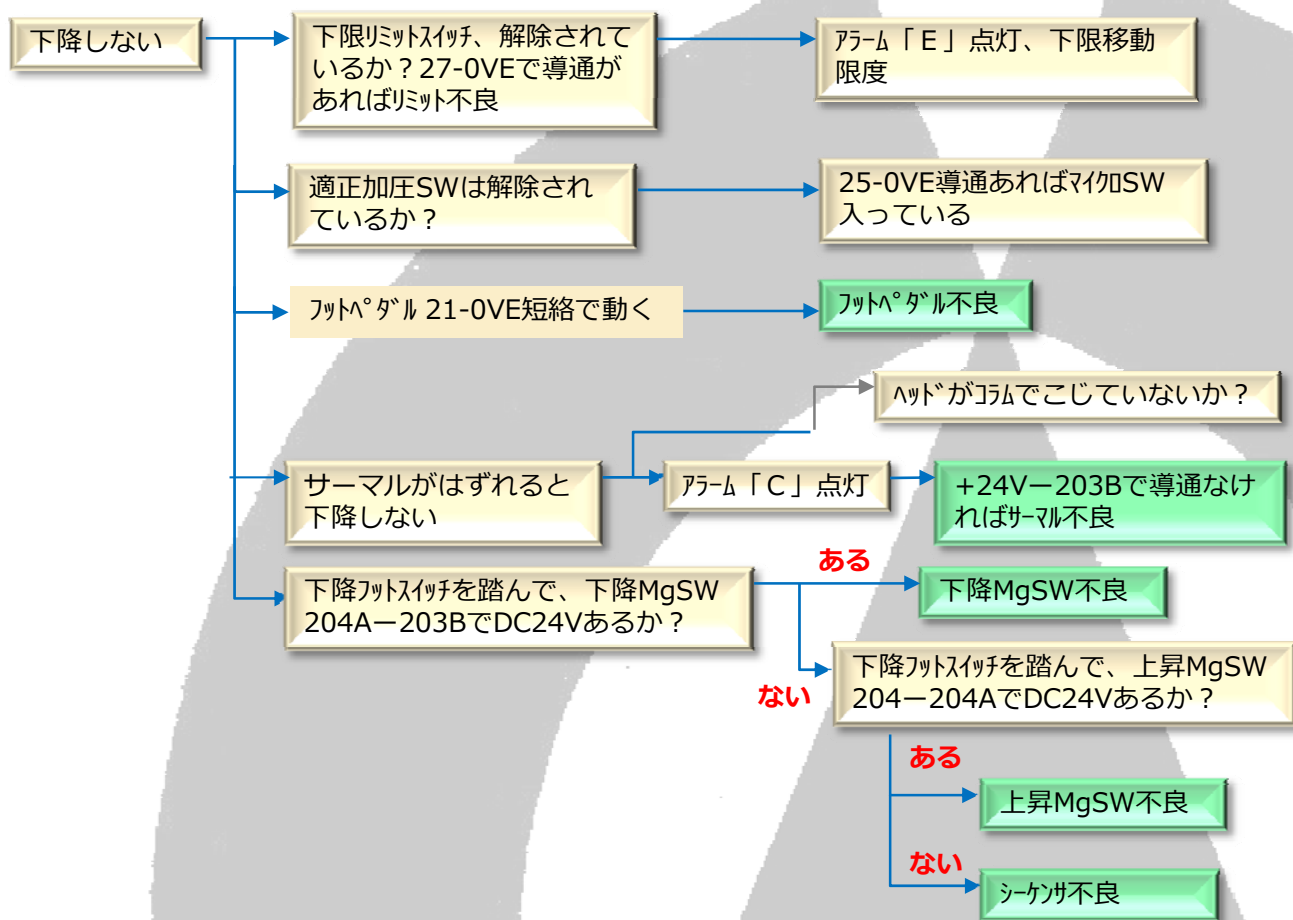 下降しない
下限ﾘﾐｯﾄｽｲｯﾁ、解除されて
いるか？27-0VEで導通が
あればﾘﾐｯﾄ不良
ｱﾗｰﾑ「Ｅ」点灯、下限移動
限度
適正加圧SWは解除され
ているか？
25-0VE導通あればﾏｲｸﾛSW
入っている
ﾌｯﾄﾍﾟﾀﾞﾙ 21-0VE短絡で動く
ﾌｯﾄﾍﾟﾀﾞﾙ不良
ﾍｯﾄﾞがｺﾗﾑでこじていないか？
サーマルがはずれると
下降しない
ｱﾗｰﾑ「Ｃ」点灯
+24Vー203Bで導通なけ
ればｻｰﾏﾙ不良
下降ﾌｯﾄｽｲｯﾁを踏んで、下降MgSW
204Aー203BでDC24Vあるか？
ある
下降MgSW不良
ない
下降ﾌｯﾄｽｲｯﾁを踏んで、上昇MgSW
204ー204AでDC24Vあるか？
ある
上昇MgSW不良
ない
ｼｰｹﾝｻ不良